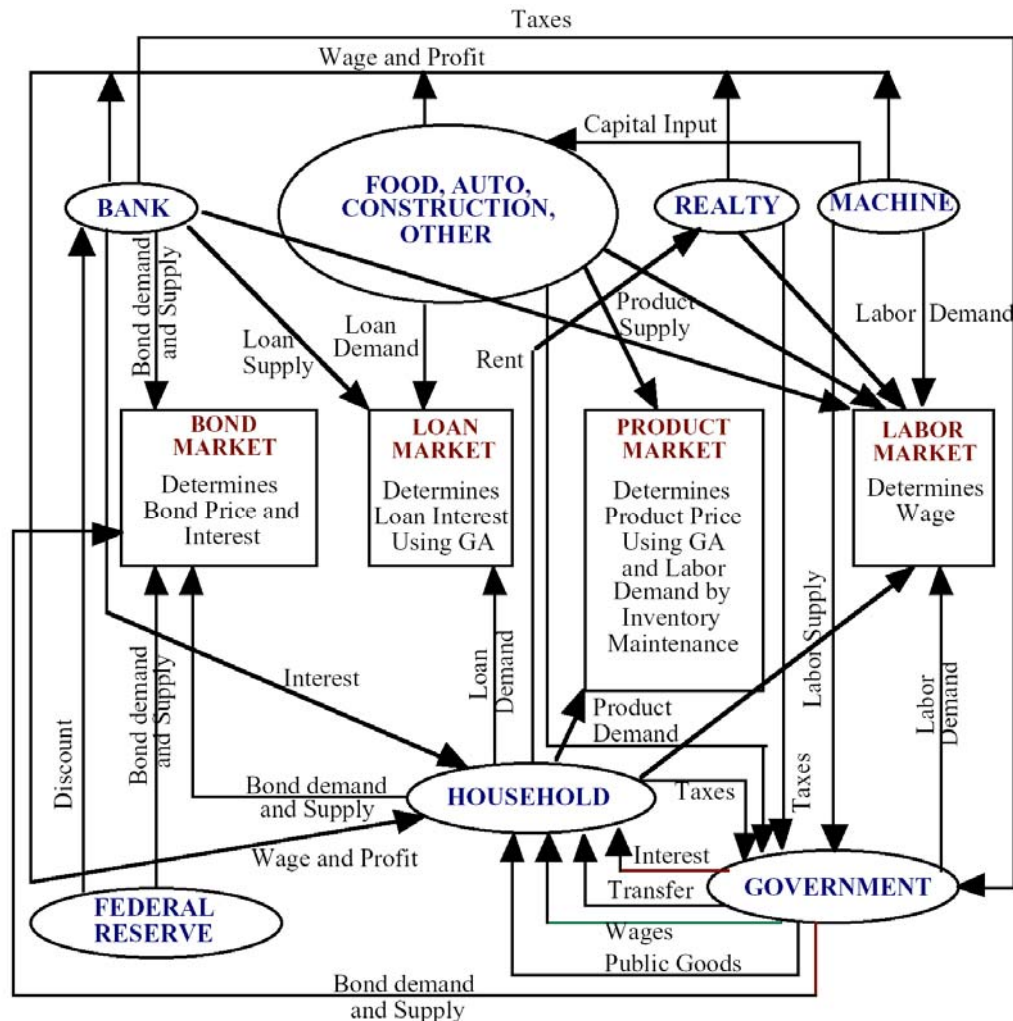 Taxes
Wage and Profit
Capital Input
BANK
FOOD, AUTO,
CONSTRUCTION,
OTHER
REALTY
MACHINE
Bond demand
and Supply
Loan
Supply
Loan
Demand
Rent
Product
Supply
Labor Demand
BOND
MARKET
Determines
Bond Price and
Interest
LOAN
MARKET
Determines
Loan Interest
Using GA
PRODUCT
MARKET
Determines
Product Price
Using GA
and Labor
Demand by
Inventory
Maintenance
LABOR
MARKET
Determines
Wage
Discount
Bond demand
and Supply
Interest
Loan
Demand
Product
Demand
Labor Supply
Labor
Demand
Taxes
Bond demand
and Supply
HOUSEHOLD
Taxes
Wage and Profit
Interest
Transfer
Wages
Public Goods
GOVERNMENT
FEDERAL
RESERVE
Bond demand
and Supply